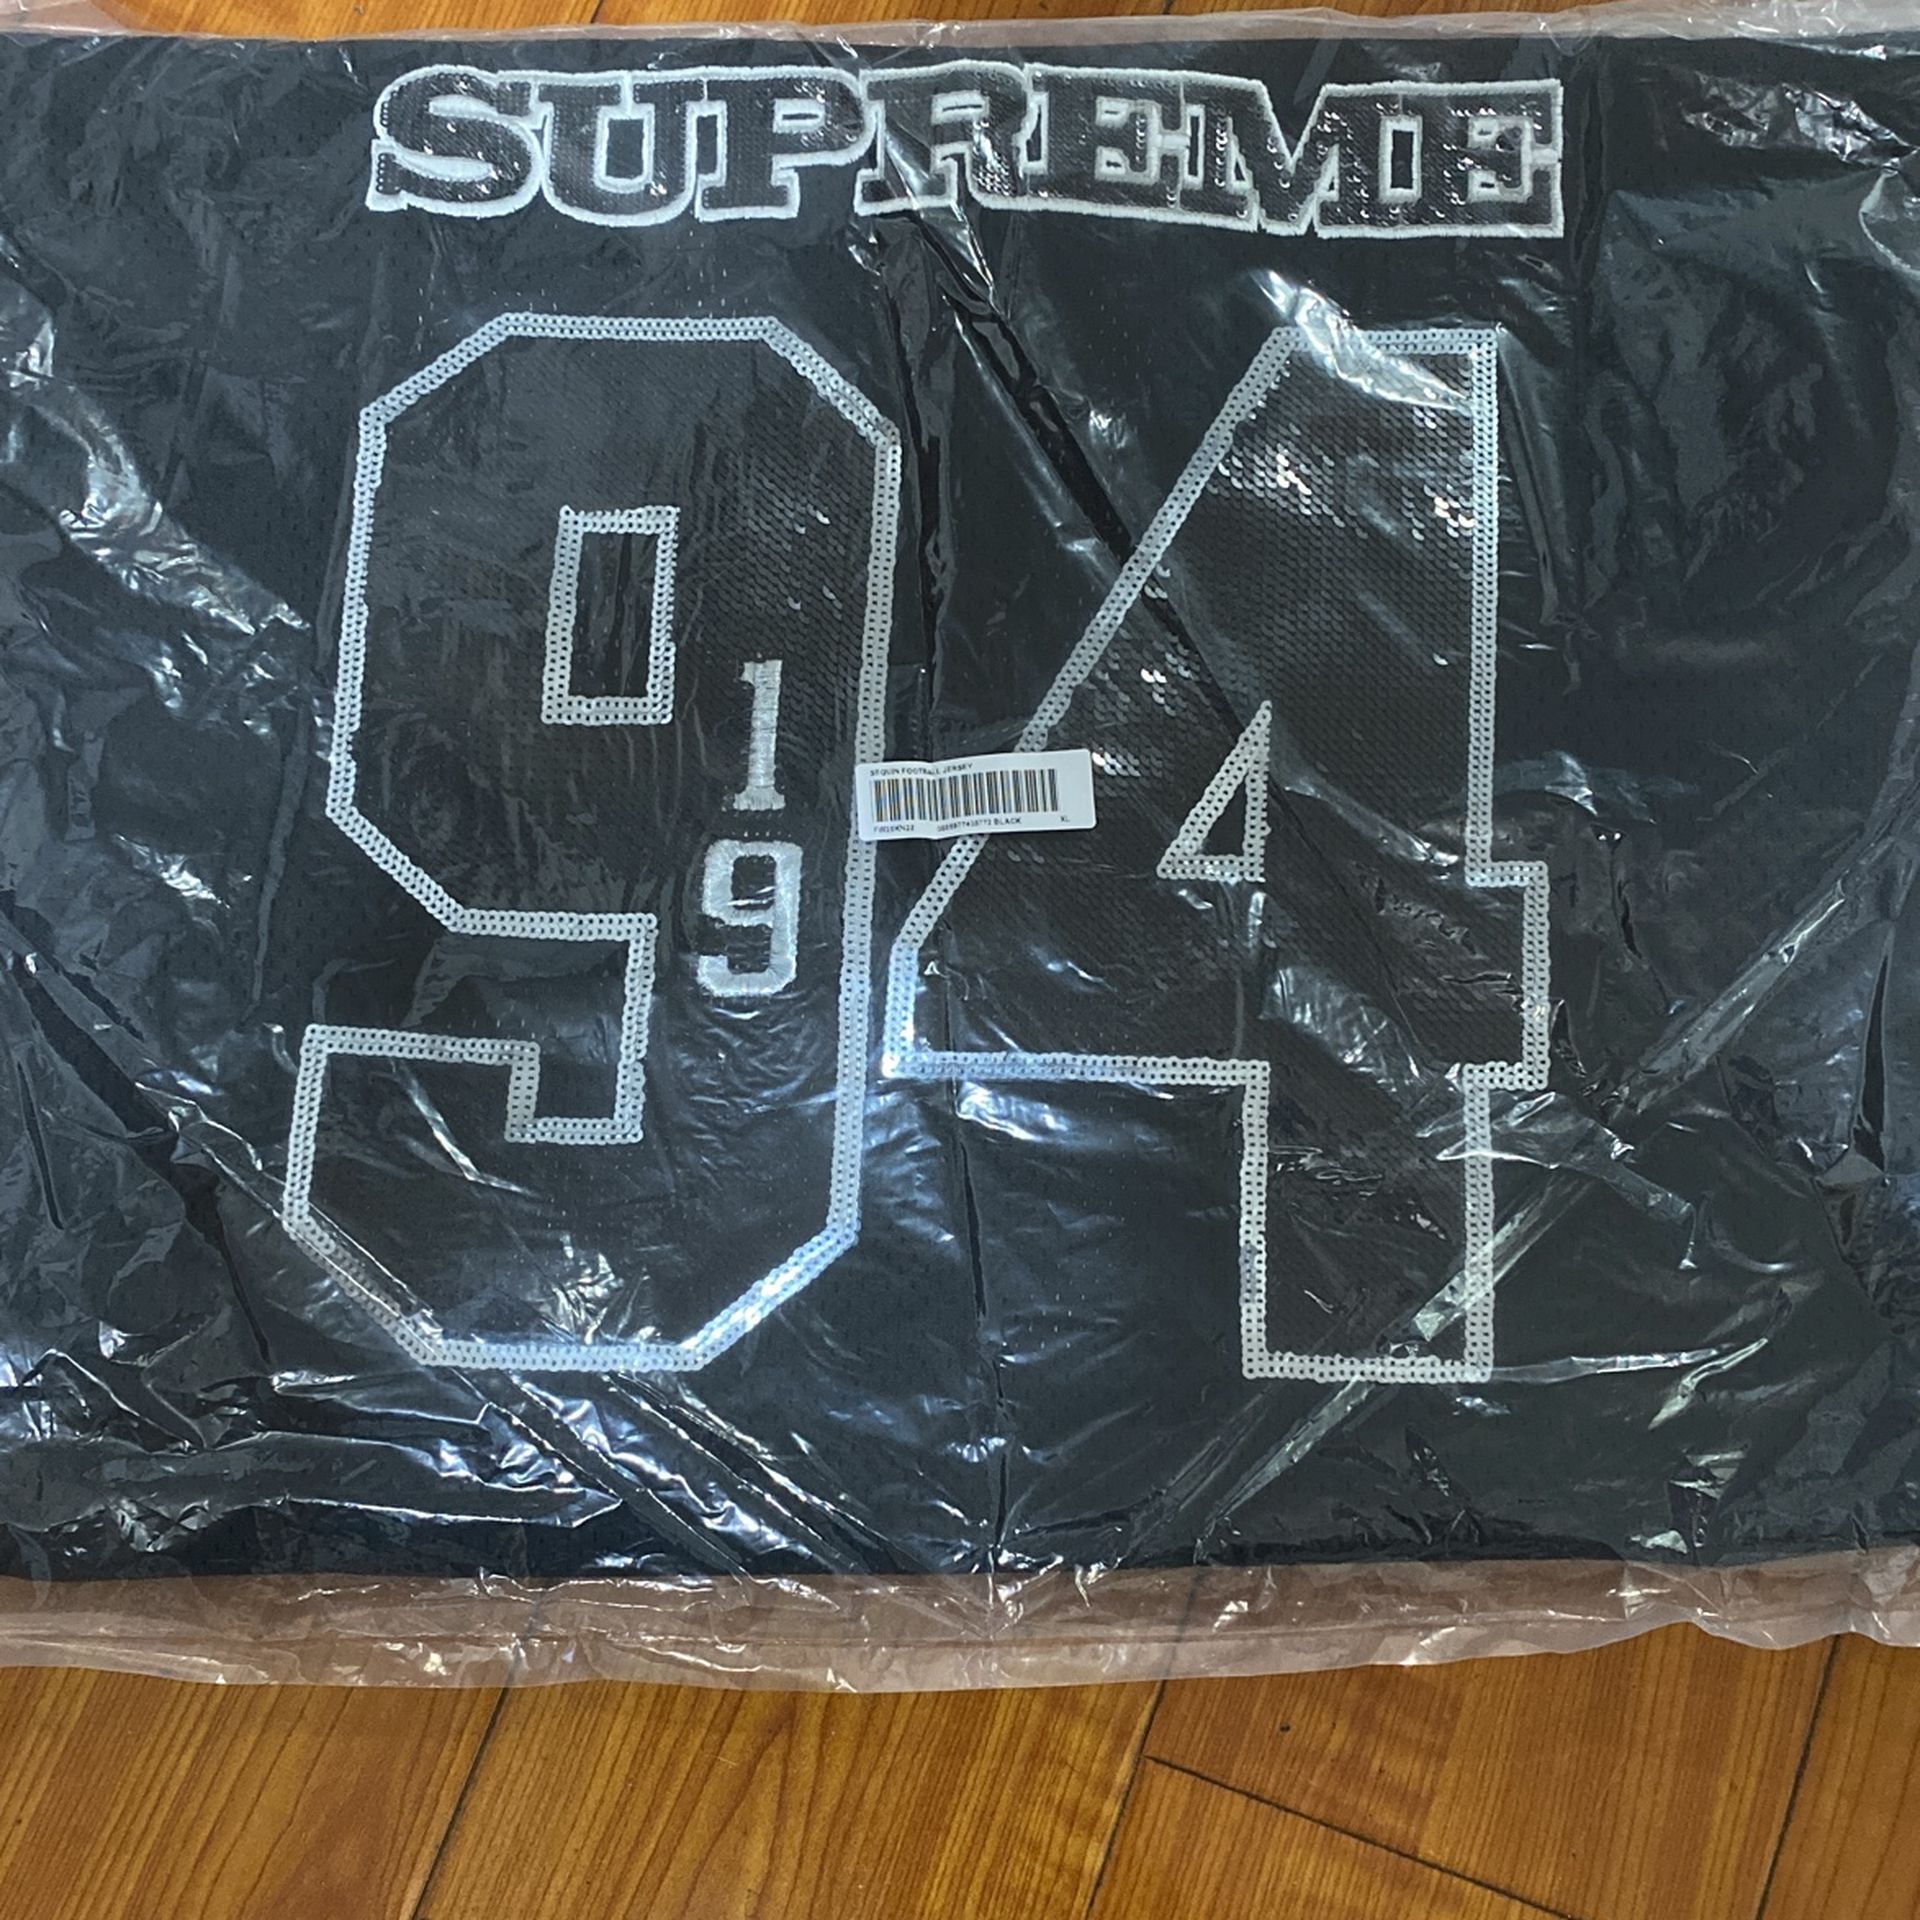 SUPREME
94
1
9
SEQUIN FOOTBALL JERSEY
BLACK XL